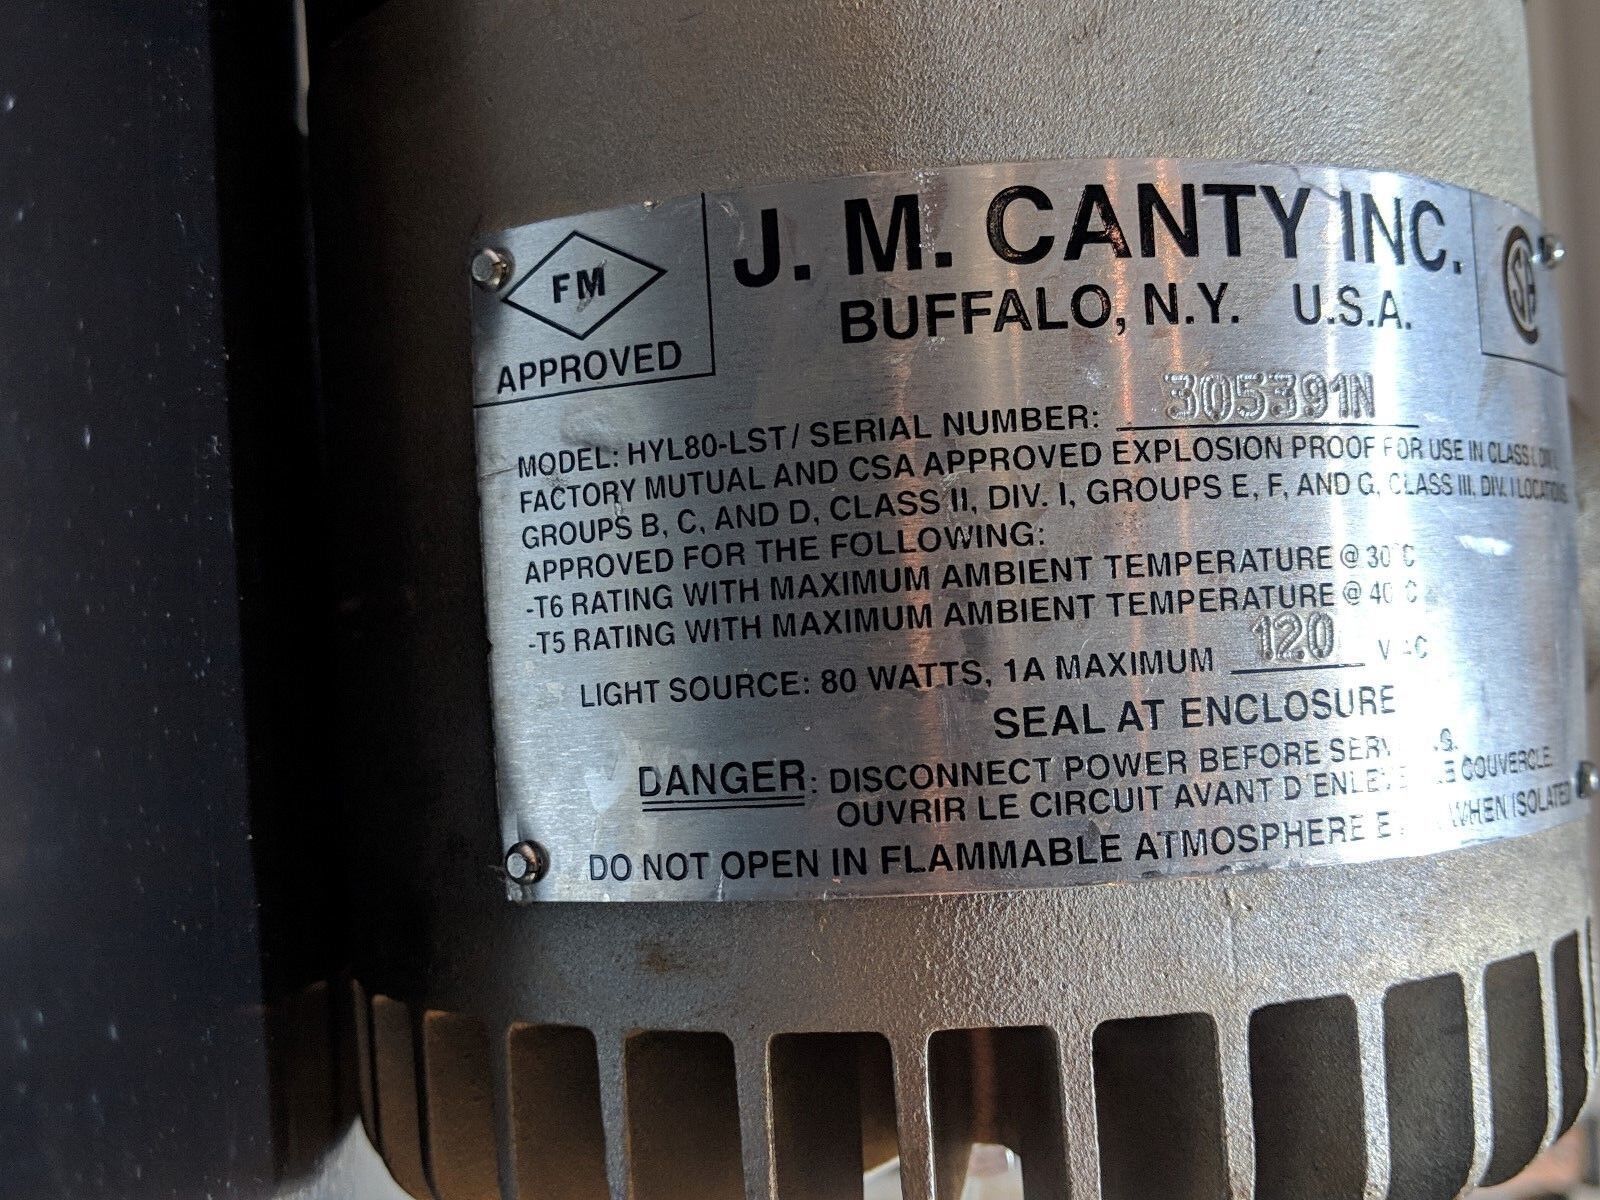 FM
APPROVED
J. M. CANTY INC.
BUFFALO, N.Y. U.S.A.
MODEL: HYL80-LST/ SERIAL NUMBER: 305391N
FACTORY MUTUAL AND CSA APPROVED EXPLOSION PROOF FOR USE IN CLASS I, DIV. I,
GROUPS B, C, AND D, CLASS II, DIV. I, GROUPS E, F, AND G, CLASS III, DIV. I LOCATIONS.
APPROVED FOR THE FOLLOWING:
-T6 RATING WITH MAXIMUM AMBIENT TEMPERATURE @ 30°C
-T5 RATING WITH MAXIMUM AMBIENT TEMPERATURE @ 40°C
LIGHT SOURCE: 80 WATTS, 1A MAXIMUM 120 VAC
SEAL AT ENCLOSURE
DANGER: DISCONNECT POWER BEFORE
OUVRIR LE CIRCUIT AVANT D'ENLEVER LE COUVERCLE.
DO NOT OPEN IN FLAMMABLE ATMOSPHERE WHEN ISOLATED